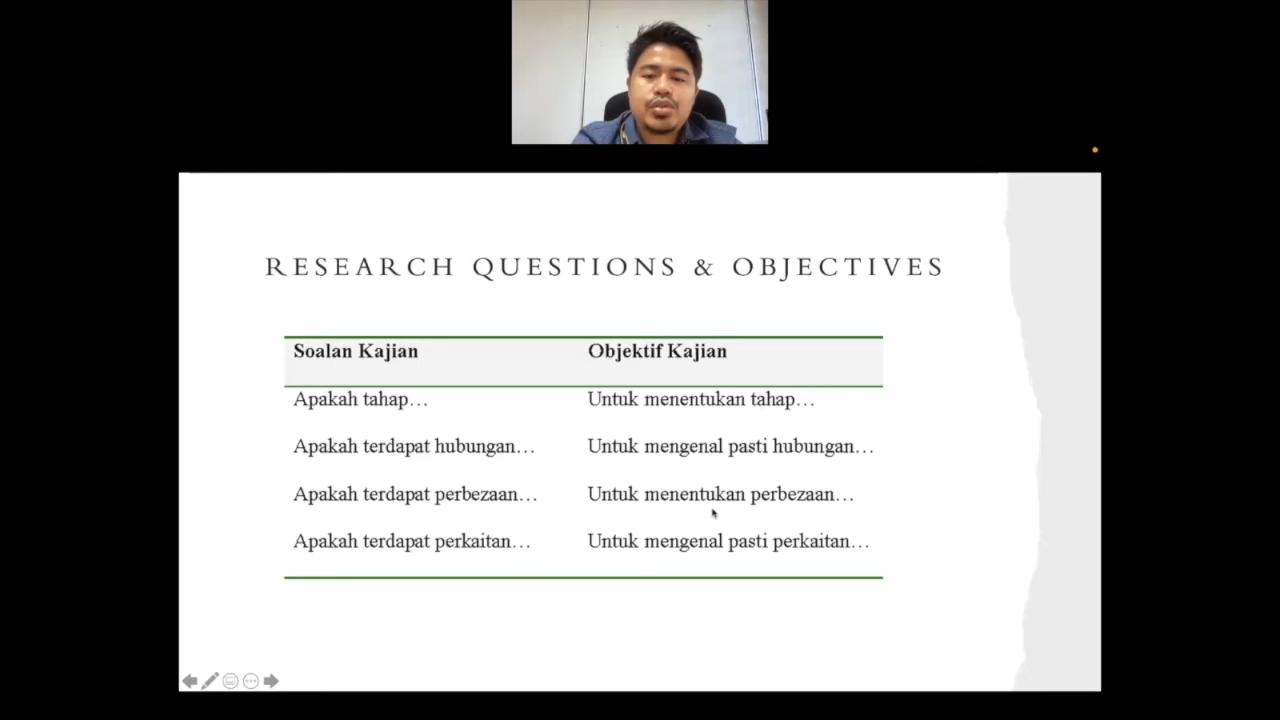 RESEARCH QUESTIONS & OBJECTIVES
Soalan Kajian Objektif Kajian
Apakah tahap… Untuk menentukan tahap…
Apakah terdapat hubungan… Untuk mengenal pasti hubungan…
Apakah terdapat perbezaan… Untuk menentukan perbezaan…
Apakah terdapat perkaitan… Untuk mengenal pasti perkaitan…